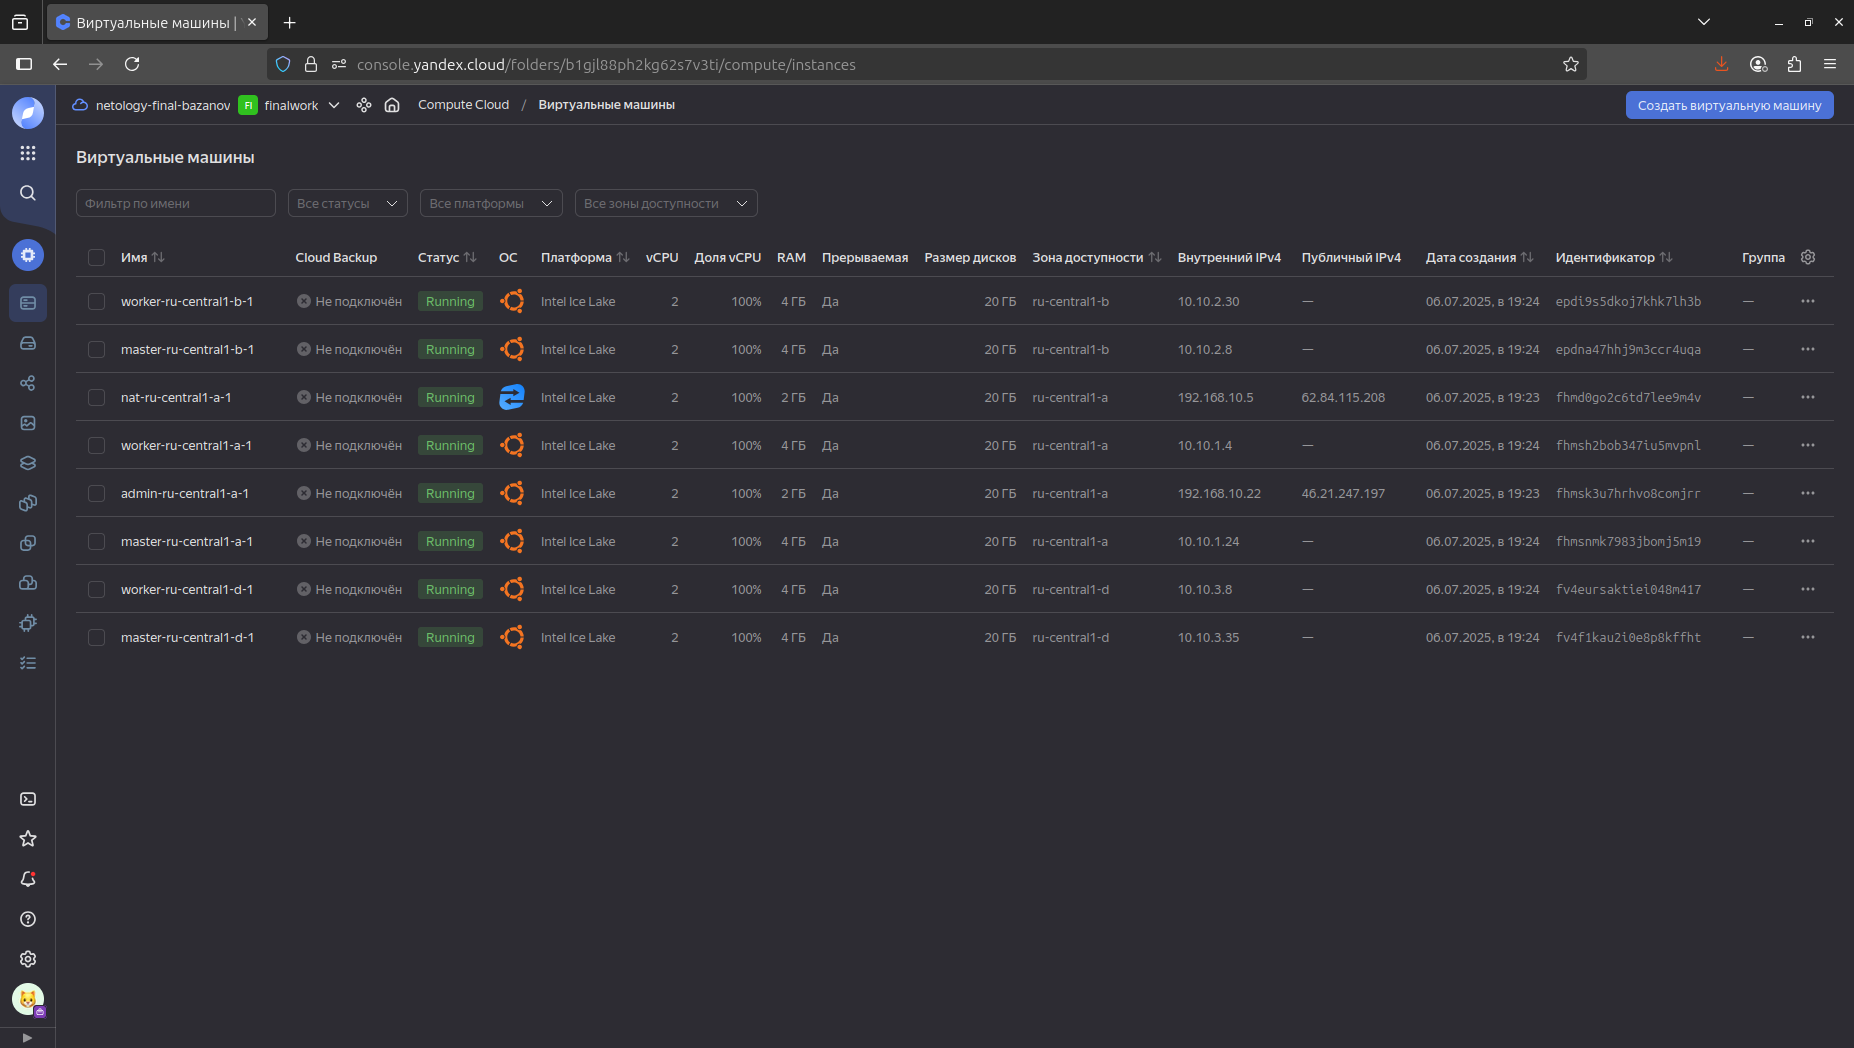 Виртуальные машины |
console.yandex.cloud/folders/b1gjl88ph2kg62s7v3ti/compute/instances
netology-final-bazanov FI finalwork Compute Cloud / Виртуальные машины Создать виртуальную машину
Виртуальные машины
Фильтр по имени Все статусы Все платформы Все зоны доступности
Имя Cloud Backup Статус ОС Платформа vCPU Доля vCPU RAM Прерываемая Размер дисков Зона доступности Внутренний IPv4 Публичный IPv4 Дата создания Идентификатор Группа
worker-ru-central1-b-1 Не подключён Running Intel Ice Lake 2 100% 4 ГБ Да 20 ГБ ru-central1-b 10.10.2.30 — 06.07.2025, в 19:24 epdi9s5dkoj7khk7lh3b —
master-ru-central1-b-1 Не подключён Running Intel Ice Lake 2 100% 4 ГБ Да 20 ГБ ru-central1-b 10.10.2.8 — 06.07.2025, в 19:24 epdna47hhj9m3ccr4uqa —
nat-ru-central1-a-1 Не подключён Running Intel Ice Lake 2 100% 2 ГБ Да 20 ГБ ru-central1-a 192.168.10.5 62.84.115.208 06.07.2025, в 19:23 fhmd0go2c6td7lee9m4v —
worker-ru-central1-a-1 Не подключён Running Intel Ice Lake 2 100% 4 ГБ Да 20 ГБ ru-central1-a 10.10.1.4 — 06.07.2025, в 19:24 fhmsh2bob347iu5mvpnl —
admin-ru-central1-a-1 Не подключён Running Intel Ice Lake 2 100% 2 ГБ Да 20 ГБ ru-central1-a 192.168.10.22 46.21.247.197 06.07.2025, в 19:23 fhmsk3u7hrhvo8comjrr —
master-ru-central1-a-1 Не подключён Running Intel Ice Lake 2 100% 4 ГБ Да 20 ГБ ru-central1-a 10.10.1.24 — 06.07.2025, в 19:24 fhmsnmk7983jbomj5m19 —
worker-ru-central1-d-1 Не подключён Running Intel Ice Lake 2 100% 4 ГБ Да 20 ГБ ru-central1-d 10.10.3.8 — 06.07.2025, в 19:24 fv4eursaktiei048m417 —
master-ru-central1-d-1 Не подключён Running Intel Ice Lake 2 100% 4 ГБ Да 20 ГБ ru-central1-d 10.10.3.35 — 06.07.2025, в 19:24 fv4f1kau2i0e8p8kffht —